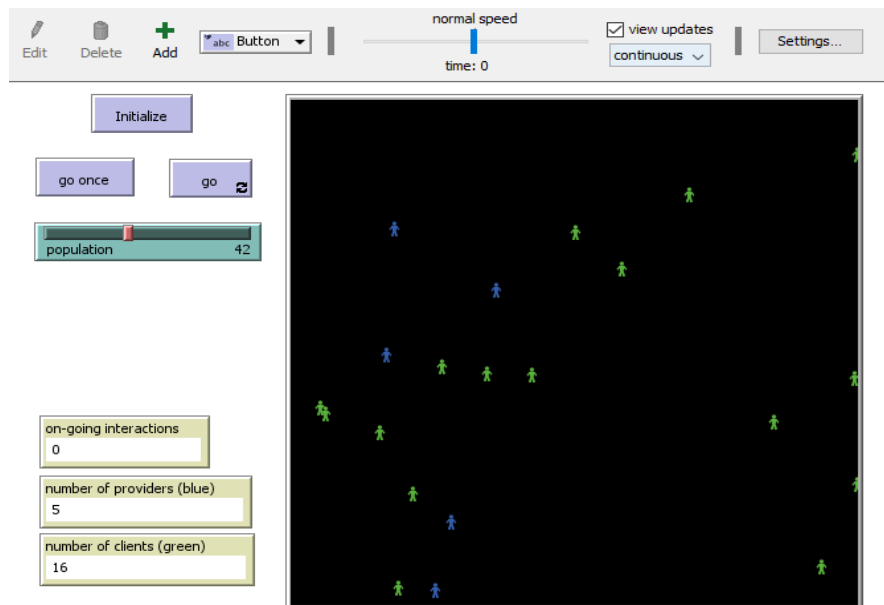 Edit
Delete
Add
abc Button
normal speed
time: 0
view updates
continuous
Settings...
Initialize
go once
go
population 42
on-going interactions
0
number of providers (blue)
5
number of clients (green)
16